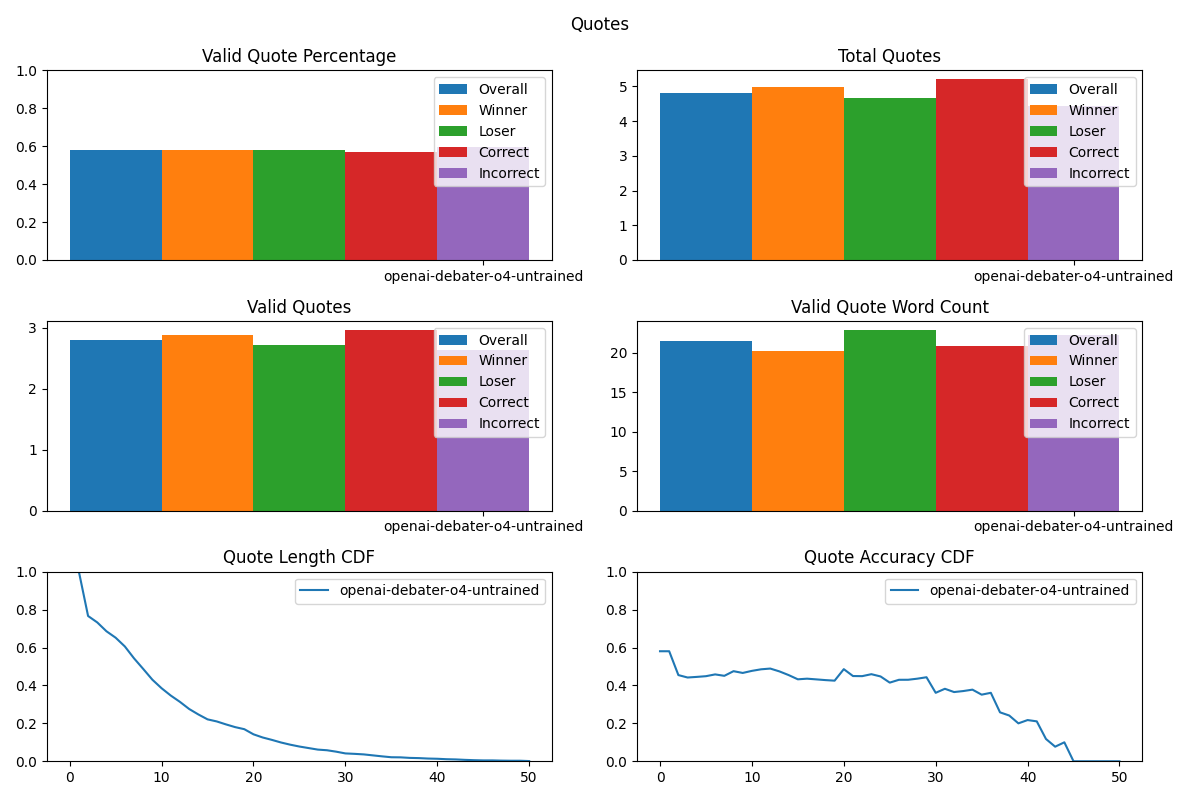 Quotes
Valid Quote Percentage
1.0
0.8
0.6
0.4
0.2
0.0
Overall
Winner
Loser
Correct
Incorrect
openai-debater-o4-untrained
Total Quotes
5
4
3
2
1
0
Overall
Winner
Loser
Correct
Incorrect
openai-debater-o4-untrained
Valid Quotes
3
2
1
0
Overall
Winner
Loser
Correct
Incorrect
openai-debater-o4-untrained
Valid Quote Word Count
20
15
10
5
0
Overall
Winner
Loser
Correct
Incorrect
openai-debater-o4-untrained
Quote Length CDF
1.0
0.8
0.6
0.4
0.2
0.0
openai-debater-o4-untrained
0 10 20 30 40 50
Quote Accuracy CDF
1.0
0.8
0.6
0.4
0.2
0.0
openai-debater-o4-untrained
0 10 20 30 40 50